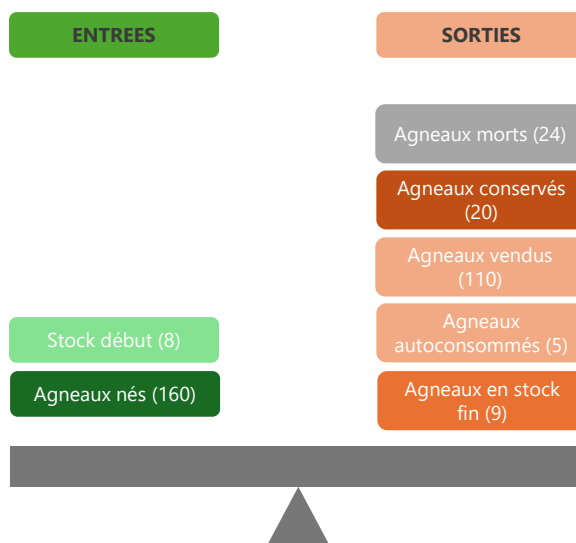 ENTREES
SORTIES
Agneaux morts (24)
Agneaux conservés
(20)
Agneaux vendus
(110)
Agneaux
autoconsommés (5)
Stock début (8)
Agneaux nés (160)
Agneaux en stock
fin (9)